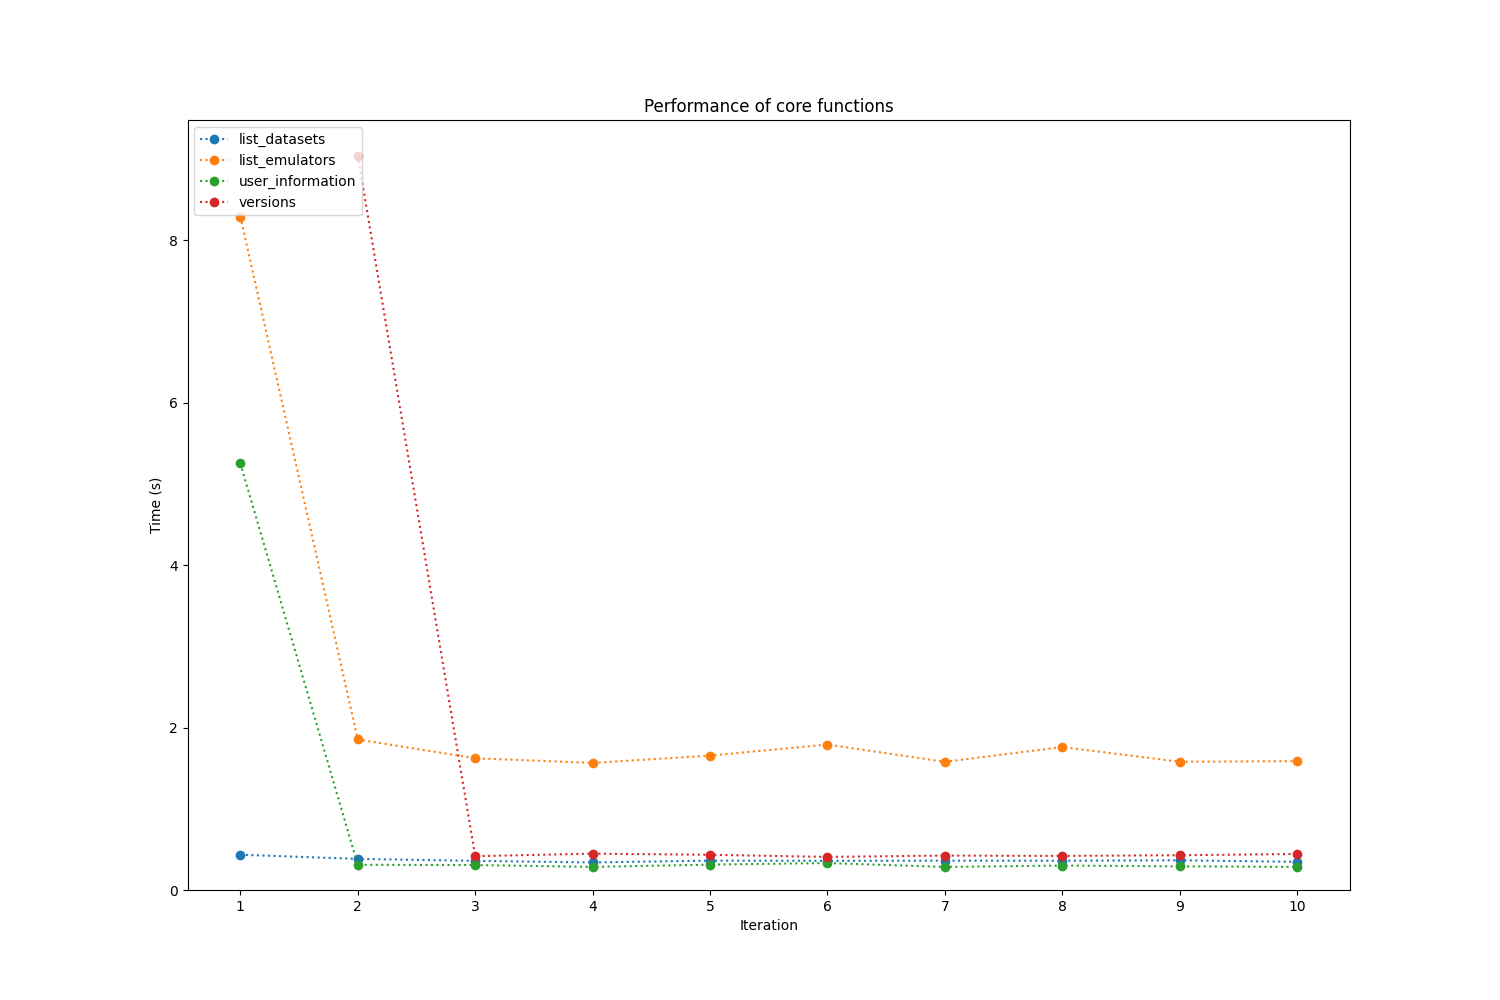 Performance of core functions
list_datasets
list_emulators
user_information
versions
8
6
4
2
0
Time (s)
1 2 3 4 5 6 7 8 9 10
Iteration